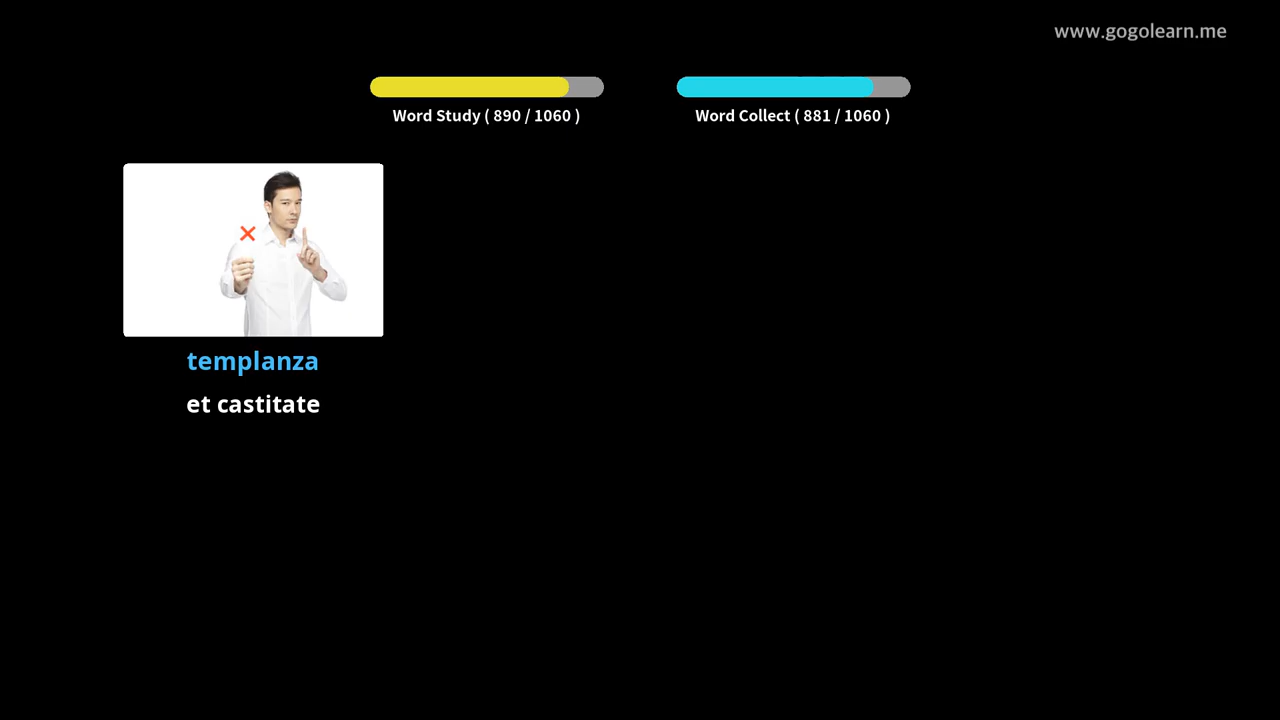 www.gogolearn.me
Word Study ( 890 / 1060 )
Word Collect ( 881 / 1060 )
templanza
et castitate